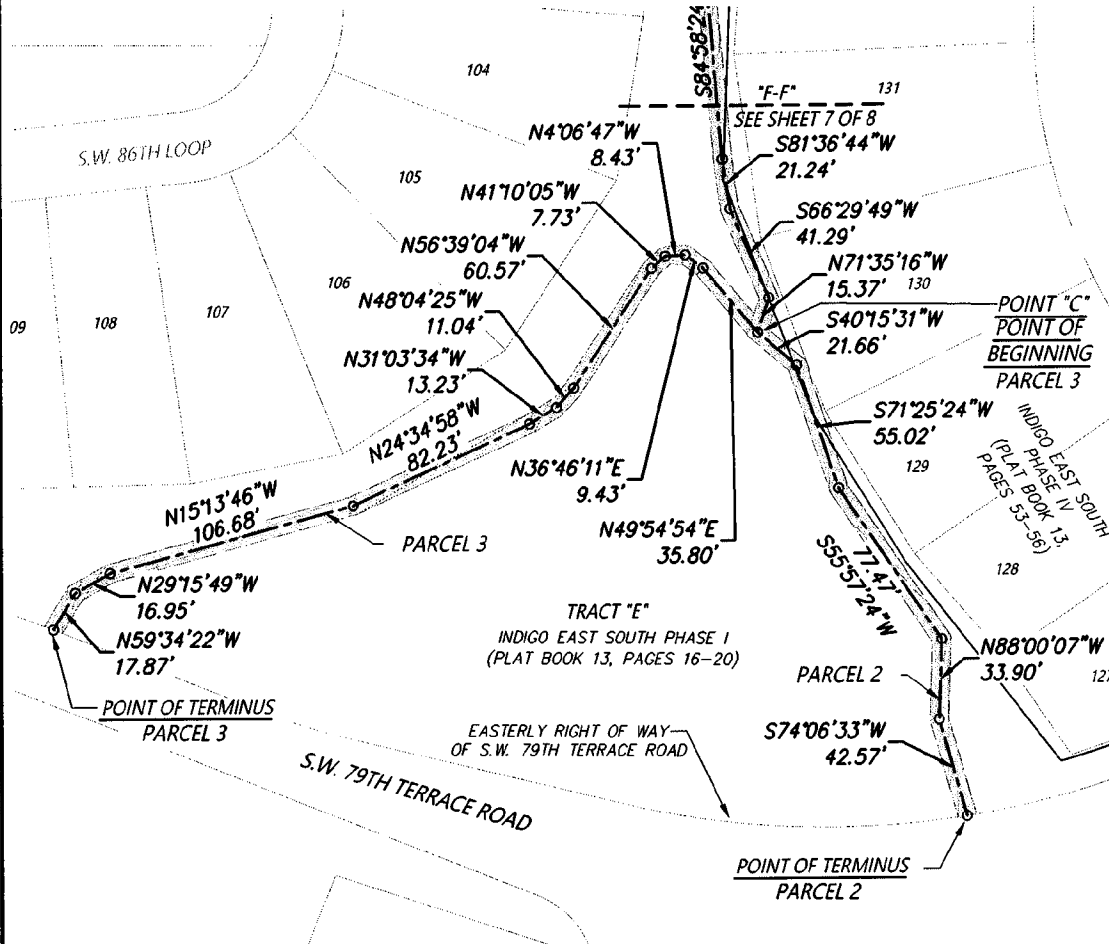 104
"F-F"
131
SEE SHEET 7 OF 8
S84°58'24
S.W. 86TH LOOP
N4°06'47"W
8.43'
S81°36'44"W
21.24'
105
N41°10'05"W
7.73'
S66°29'49"W
41.29'
N56°39'04"W
60.57'
N71°35'16"W
15.37'
130
106
N48°04'25"W
11.04'
POINT "C"
POINT OF
BEGINNING
PARCEL 3
S40°15'31"W
21.66'
09
108
107
N31°03'34"W
13.23'
N24°34'58"W
82.23'
S71°25'24"W
55.02'
INDIGO EAST SOUTH
PHASE IV
(PLAT BOOK 13,
PAGES 53-56)
129
N36°46'11"E
9.43'
N15°13'46"W
106.68'
PARCEL 3
N49°54'54"E
35.80'
77.47'
S55°57'24"W
128
N29°15'49"W
16.95'
TRACT "E"
INDIGO EAST SOUTH PHASE I
(PLAT BOOK 13, PAGES 16-20)
N59°34'22"W
17.87'
N88°00'07"W
33.90'
127
PARCEL 2
POINT OF TERMINUS
PARCEL 3
EASTERLY RIGHT OF WAY
OF S.W. 79TH TERRACE ROAD
S74°06'33"W
42.57'
S.W. 79TH TERRACE ROAD
POINT OF TERMINUS
PARCEL 2